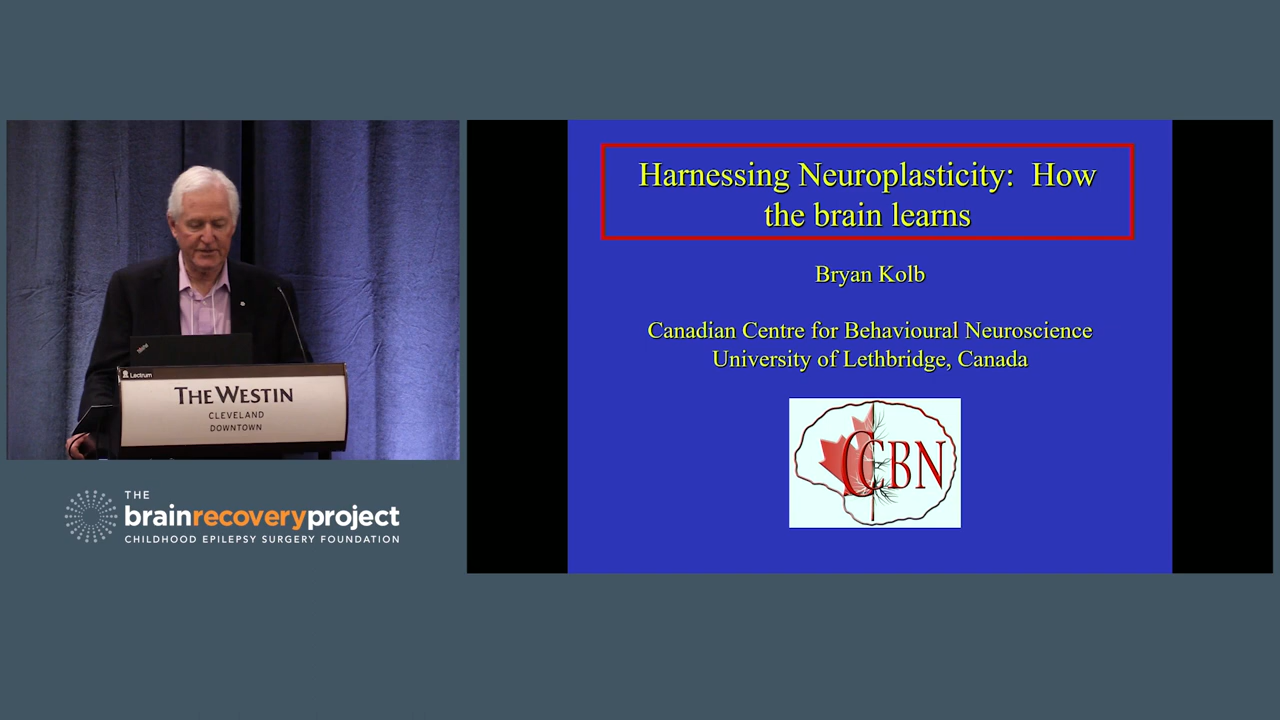 Lectrum
THE WESTIN
CLEVELAND
DOWNTOWN
THE
brainrecoveryproject
CHILDHOOD EPILEPSY SURGERY FOUNDATION
Harnessing Neuroplasticity: How
the brain learns
Bryan Kolb
Canadian Centre for Behavioural Neuroscience
University of Lethbridge, Canada
CCBN